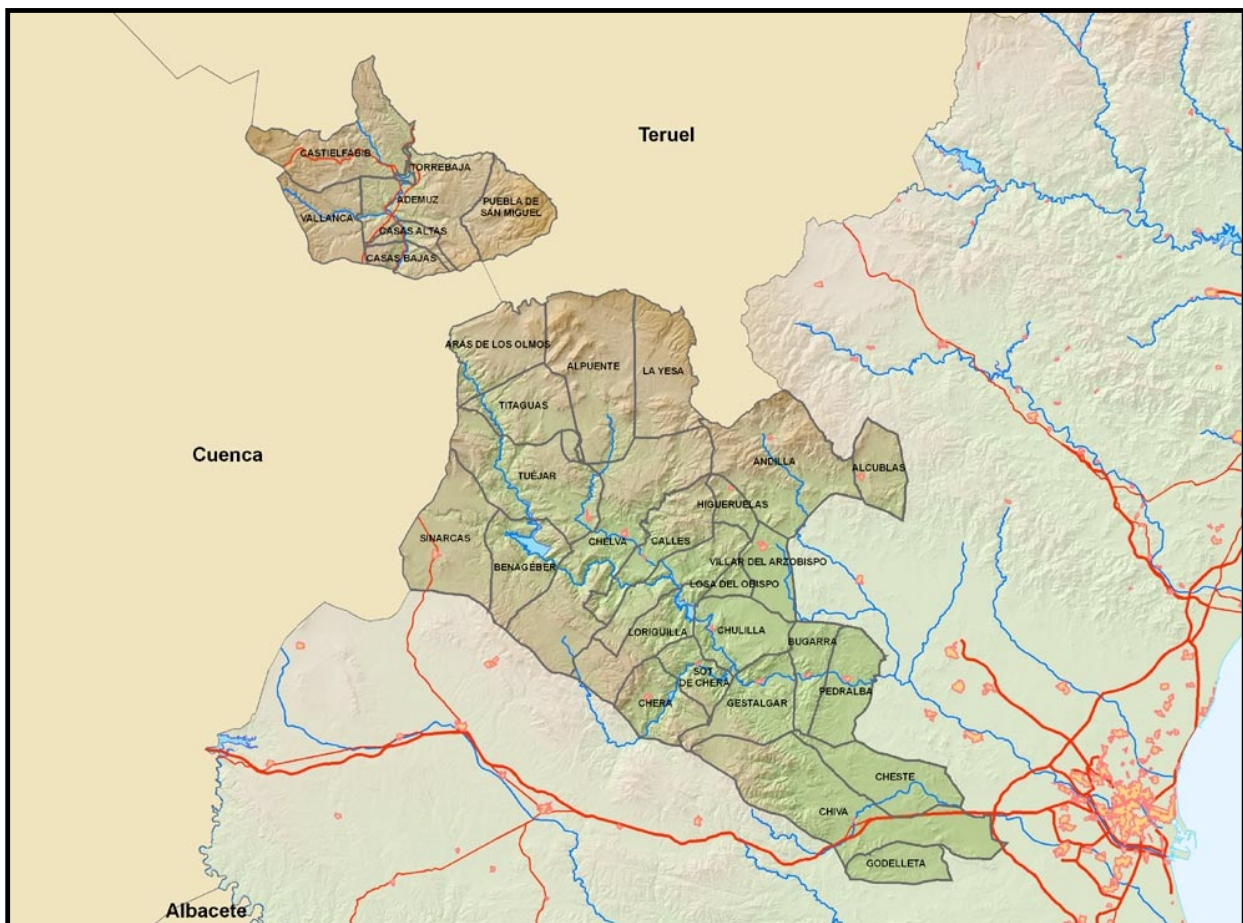 Teruel
CASTIELFABIB
TORREBAJA
ADEMUZ
PUEBLA DE
SAN MIGUEL
VALLANCA
CASAS ALTAS
CASAS BAJAS
ARAS DE LOS OLMOS
ALPUENTE
LA YESA
TITAGUAS
Cuenca
TUÉJAR
ANDILLA
ALCUBLAS
HIGUERUELAS
SINARCAS
BENAGÉBER
CHELVA
CALLES
VILLAR DEL ARZOBISPO
LOSA DEL OBISPO
LORIGUILLA
CHULILLA
BUGARRA
SOT
DE CHERA
CHERA
GESTALGAR
PEDRALBA
CHESTE
CHIVA
GODELLETA
Albacete